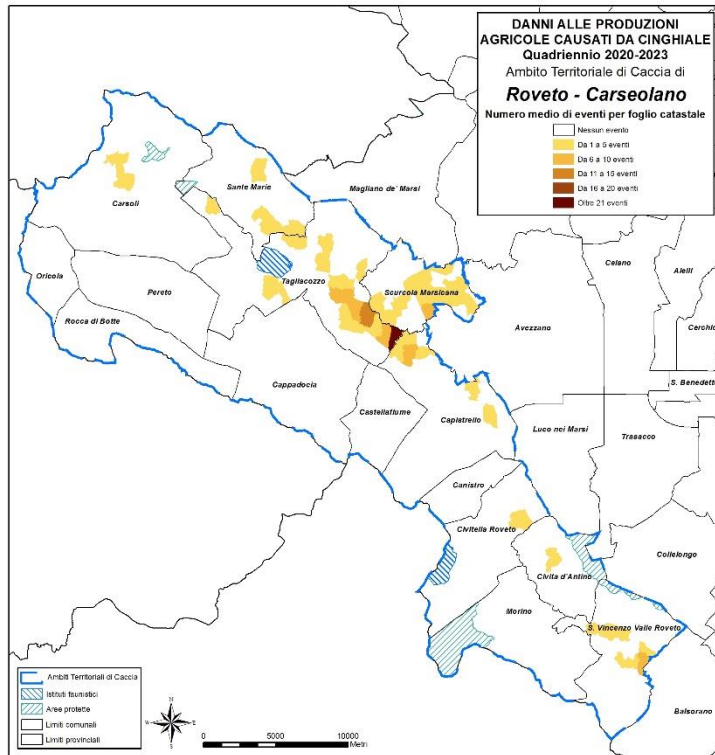 DANNI ALLE PRODUZIONI
AGRICOLE CAUSATI DA CINGHIALE
Quadriennio 2020-2023
Ambito Territoriale di Caccia di
Roveto - Carseolano
Numero medio di eventi per foglio catastale
Nessun evento
Da 1 a 5 eventi
Da 6 a 10 eventi
Da 11 a 15 eventi
Da 16 a 20 eventi
Oltre 21 eventi
Sante Marie
Magliano de' Marsi
Carsoli
Celano
Aielli
Oricola
Pereto
Tagliacozzo
Scurcola Marsicana
Rocca di Botte
Avezzano
Cerchio
S. Benedetto
Cappadocia
Castellafiume
Capistrello
Luco nei Marsi
Trasacco
Canistro
Civitella Roveto
Collelongo
Civita d'Antino
Morino
S. Vincenzo Valle Roveto
Balsorano
Ambiti Territoriali di Caccia
Istituti faunistici
Aree protette
Limiti comunali
Limiti provinciali
N
W
E
S
0
5000
10000
Metri